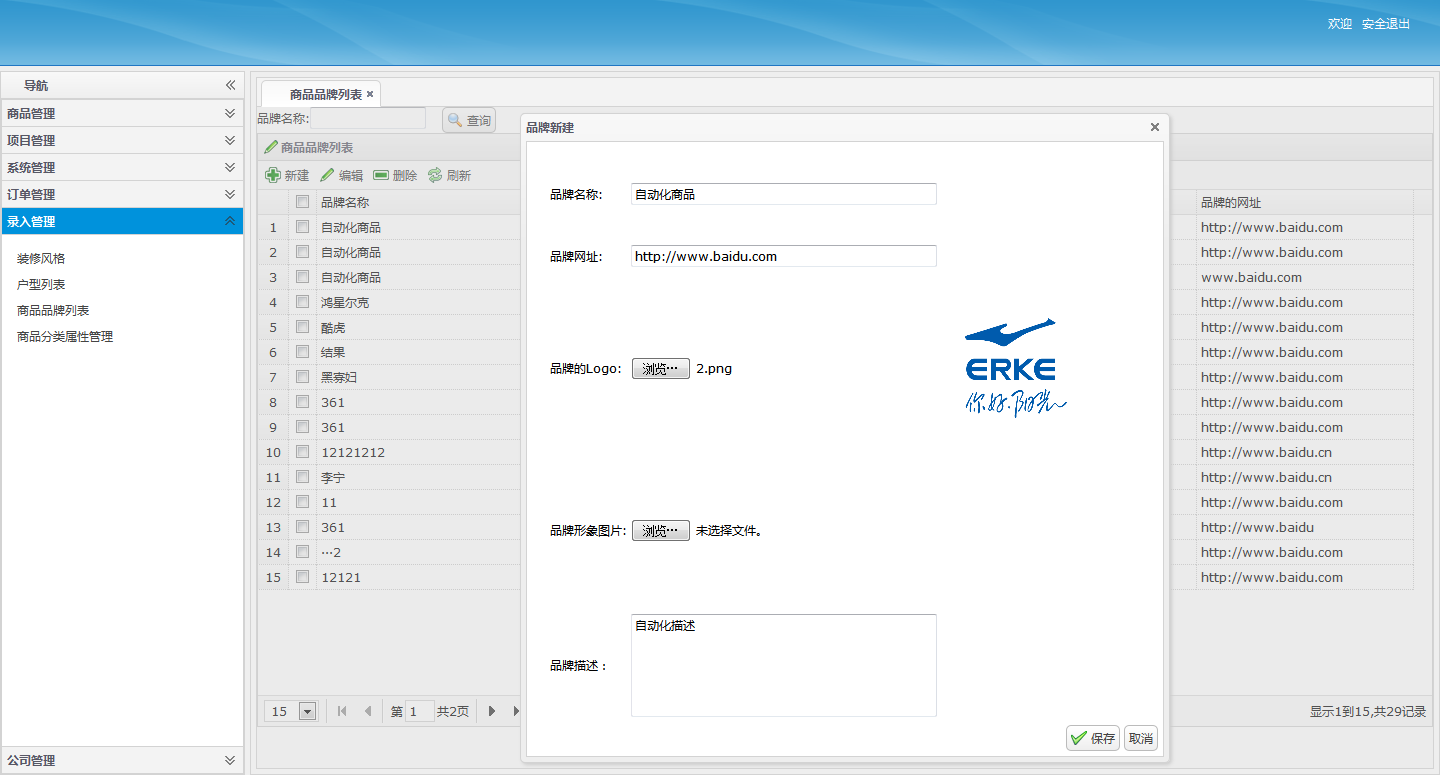 欢迎 安全退出
导航
商品管理
项目管理
系统管理
订单管理
录入管理
装修风格
户型列表
商品品牌列表
商品分类属性管理
公司管理
商品品牌列表
品牌名称: 查询
商品品牌列表
新建 编辑 删除 刷新
品牌名称 品牌的网址
1 自动化商品 http://www.baidu.com
2 自动化商品 http://www.baidu.com
3 自动化商品 www.baidu.com
4 鸿星尔克 http://www.baidu.com
5 酷虎 http://www.baidu.com
6 结果 http://www.baidu.com
7 黑寡妇 http://www.baidu.com
8 361 http://www.baidu.com
9 361 http://www.baidu.com
10 12121212 http://www.baidu.cn
11 李宁 http://www.baidu.cn
12 11 http://www.baidu.com
13 361 http://www.baidu
14 …2 http://www.baidu.com
15 12121 http://www.baidu.com
15 第 1 共2页 显示1到15,共29记录
品牌新建
品牌名称: 自动化商品
品牌网址: http://www.baidu.com
品牌的Logo: 浏览… 2.png
ERKE
你好.阳光
品牌形象图片: 浏览… 未选择文件。
品牌描述： 自动化描述
保存 取消